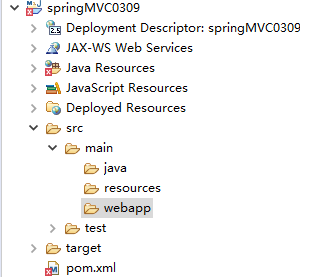 springMVC0309
Deployment Descriptor: springMVC0309
JAX-WS Web Services
Java Resources
JavaScript Resources
Deployed Resources
src
main
java
resources
webapp
test
target
pom.xml